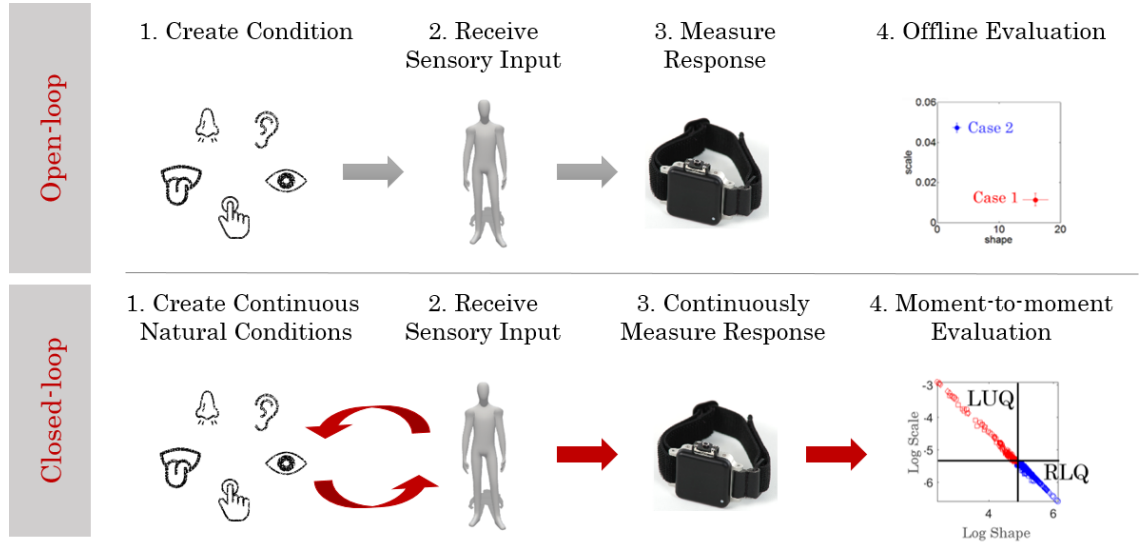 Open-loop
1. Create Condition
2. Receive
Sensory Input
3. Measure
Response
4. Offline Evaluation
0.06
0.04
0.02
0
scale
Case 2
Case 1
0
10
20
shape
Closed-loop
1. Create Continuous
Natural Conditions
2. Receive
Sensory Input
3. Continuously
Measure Response
4. Moment-to-moment
Evaluation
-3
-4
-5
-6
Log Scale
LUQ
RLQ
4
6
Log Shape